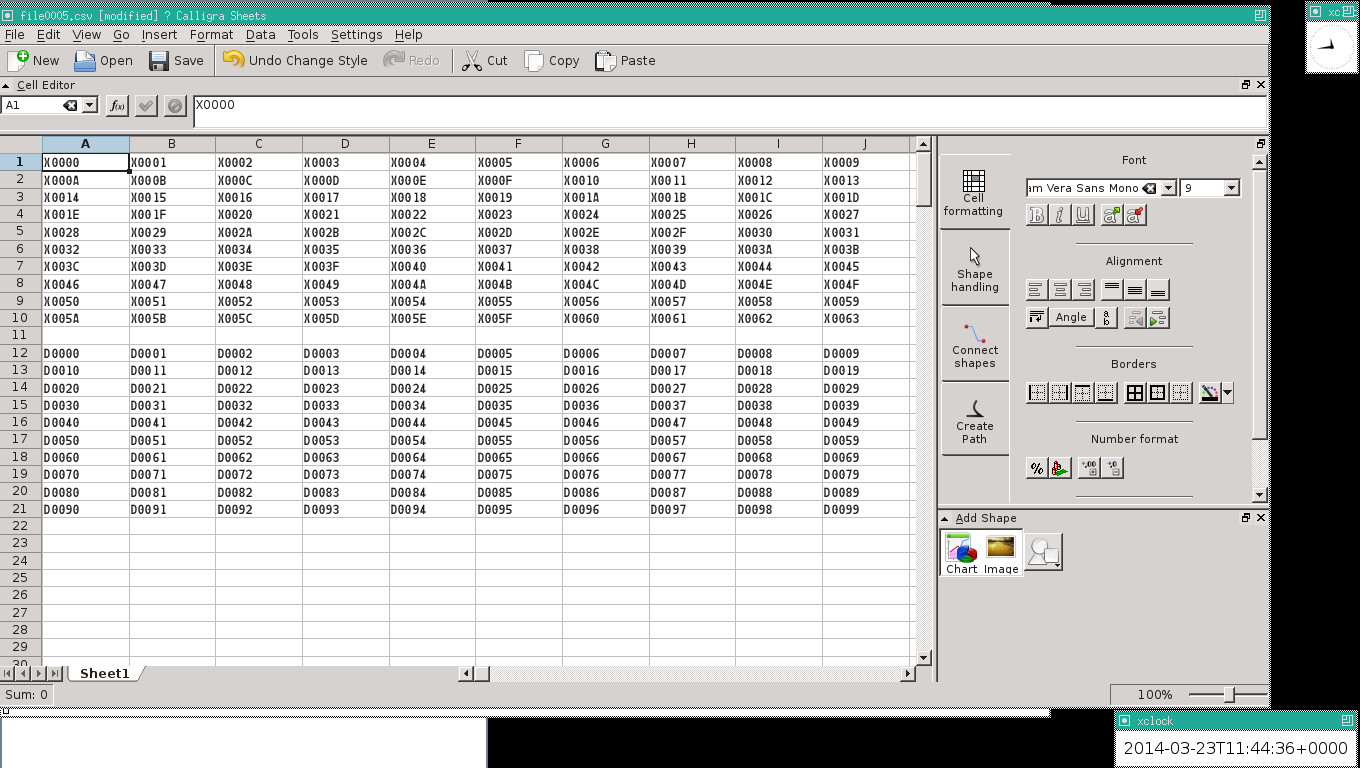 file0005.csv [modified] ? Calligra Sheets
xc
File Edit View Go Insert Format Data Tools Settings Help
New Open Save Undo Change Style Redo Cut Copy Paste
Cell Editor
A1 f(x) X0000
A B C D E F G H I J
1 X0000 X0001 X0002 X0003 X0004 X0005 X0006 X0007 X0008 X0009
2 X000A X000B X000C X000D X000E X000F X0010 X0011 X0012 X0013
3 X0014 X0015 X0016 X0017 X0018 X0019 X001A X001B X001C X001D
4 X001E X001F X0020 X0021 X0022 X0023 X0024 X0025 X0026 X0027
5 X0028 X0029 X002A X002B X002C X002D X002E X002F X0030 X0031
6 X0032 X0033 X0034 X0035 X0036 X0037 X0038 X0039 X003A X003B
7 X003C X003D X003E X003F X0040 X0041 X0042 X0043 X0044 X0045
8 X0046 X0047 X0048 X0049 X004A X004B X004C X004D X004E X004F
9 X0050 X0051 X0052 X0053 X0054 X0055 X0056 X0057 X0058 X0059
10 X005A X005B X005C X005D X005E X005F X0060 X0061 X0062 X0063
11
12 D0000 D0001 D0002 D0003 D0004 D0005 D0006 D0007 D0008 D0009
13 D0010 D0011 D0012 D0013 D0014 D0015 D0016 D0017 D0018 D0019
14 D0020 D0021 D0022 D0023 D0024 D0025 D0026 D0027 D0028 D0029
15 D0030 D0031 D0032 D0033 D0034 D0035 D0036 D0037 D0038 D0039
16 D0040 D0041 D0042 D0043 D0044 D0045 D0046 D0047 D0048 D0049
17 D0050 D0051 D0052 D0053 D0054 D0055 D0056 D0057 D0058 D0059
18 D0060 D0061 D0062 D0063 D0064 D0065 D0066 D0067 D0068 D0069
19 D0070 D0071 D0072 D0073 D0074 D0075 D0076 D0077 D0078 D0079
20 D0080 D0081 D0082 D0083 D0084 D0085 D0086 D0087 D0088 D0089
21 D0090 D0091 D0092 D0093 D0094 D0095 D0096 D0097 D0098 D0099
22
23
24
25
26
27
28
29
30
Sheet1
Sum: 0
Cell
formatting
Shape
handling
Connect
shapes
Create
Path
Font
am Vera Sans Mono 9
B i U a a
Alignment
Angle a b
Borders
Number format
% +,00 +,0
Add Shape
Chart Image
100%
xclock
2014-03-23T11:44:36+0000